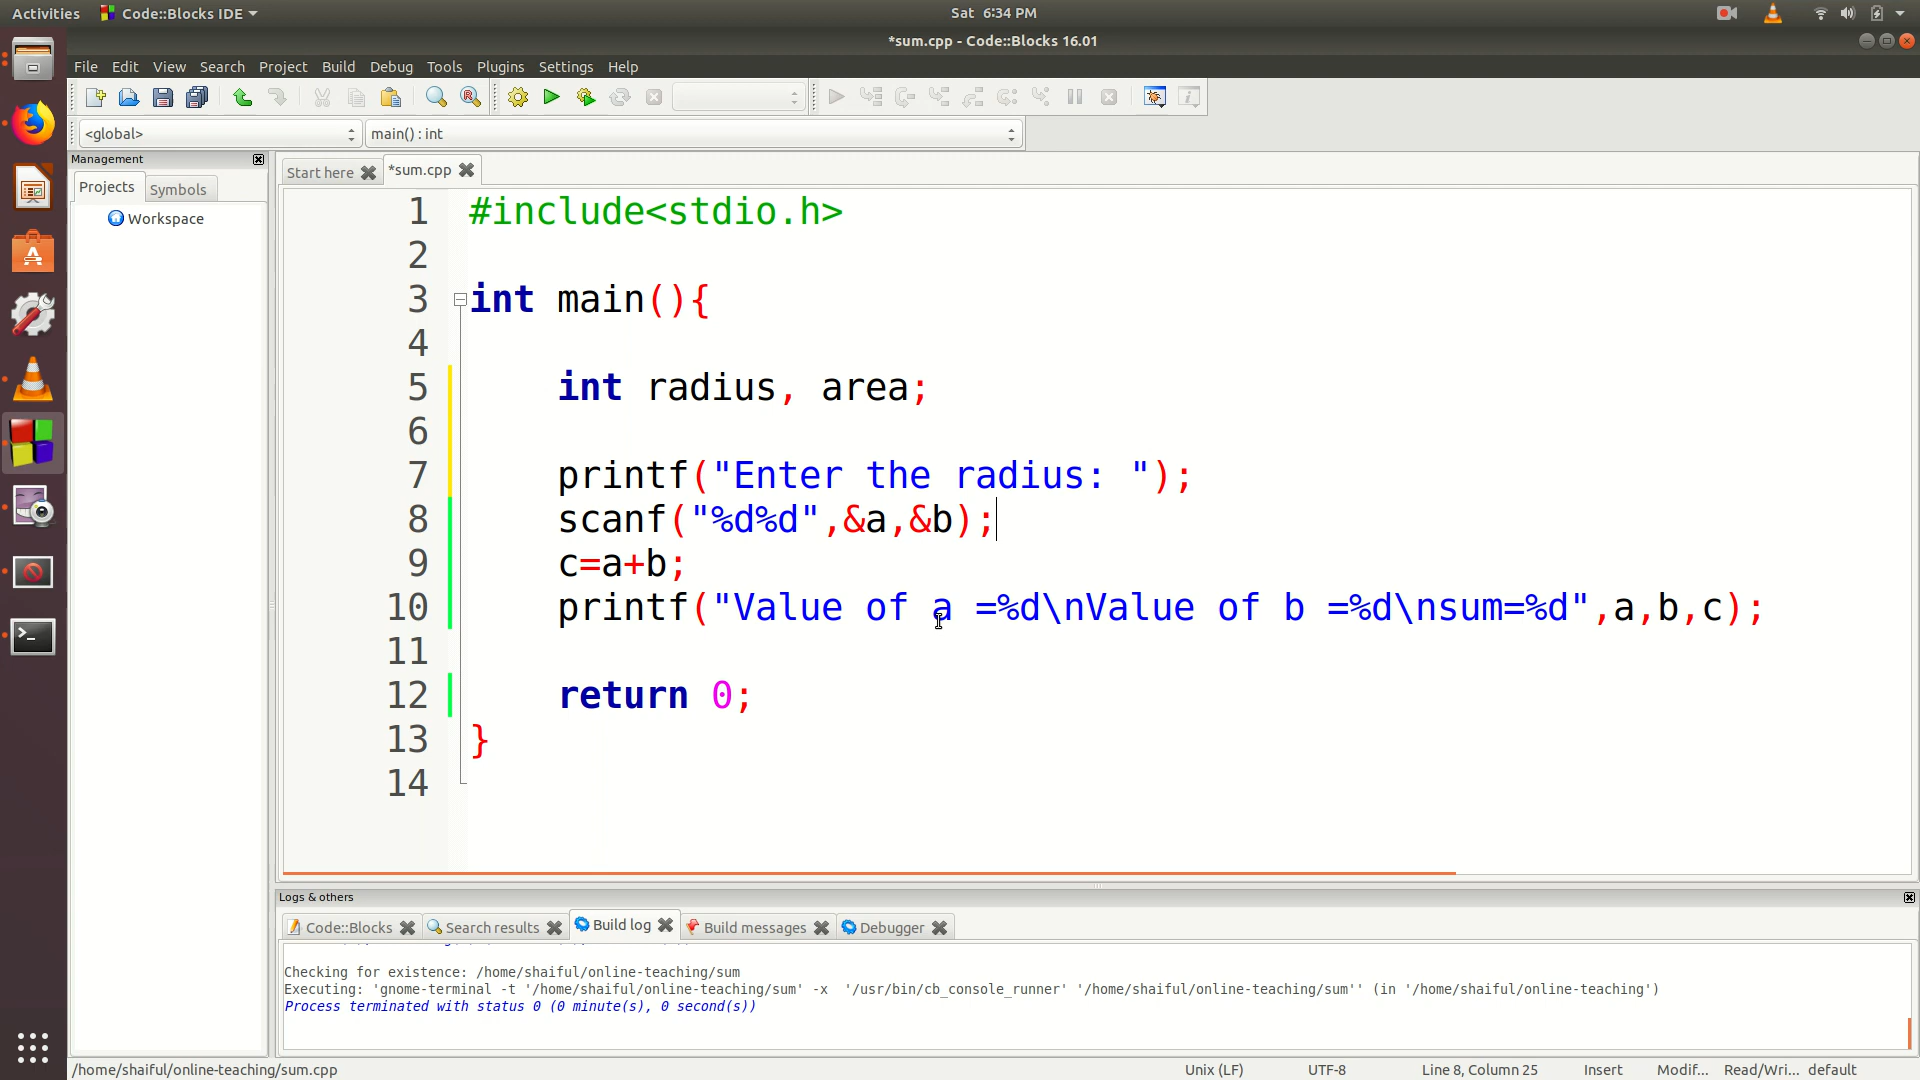 Activities Code::Blocks IDE Sat 6:34 PM
*sum.cpp - Code::Blocks 16.01
File Edit View Search Project Build Debug Tools Plugins Settings Help
<global> main() : int
Management
Projects Symbols
Workspace
Start here *sum.cpp
1 #include<stdio.h>
2
3 int main(){
4
5 int radius, area;
6
7 printf("Enter the radius: ");
8 scanf("%d%d",&a,&b);
9 c=a+b;
10 printf("Value of a =%d\nValue of b =%d\nsum=%d",a,b,c);
11
12 return 0;
13 }
14
Logs & others
Code::Blocks Search results Build log Build messages Debugger
Checking for existence: /home/shaiful/online-teaching/sum
Executing: 'gnome-terminal -t '/home/shaiful/online-teaching/sum' -x '/usr/bin/cb_console_runner' '/home/shaiful/online-teaching/sum'' (in '/home/shaiful/online-teaching')
Process terminated with status 0 (0 minute(s), 0 second(s))
/home/shaiful/online-teaching/sum.cpp Unix (LF) UTF-8 Line 8, Column 25 Insert Modif... Read/Wri... default